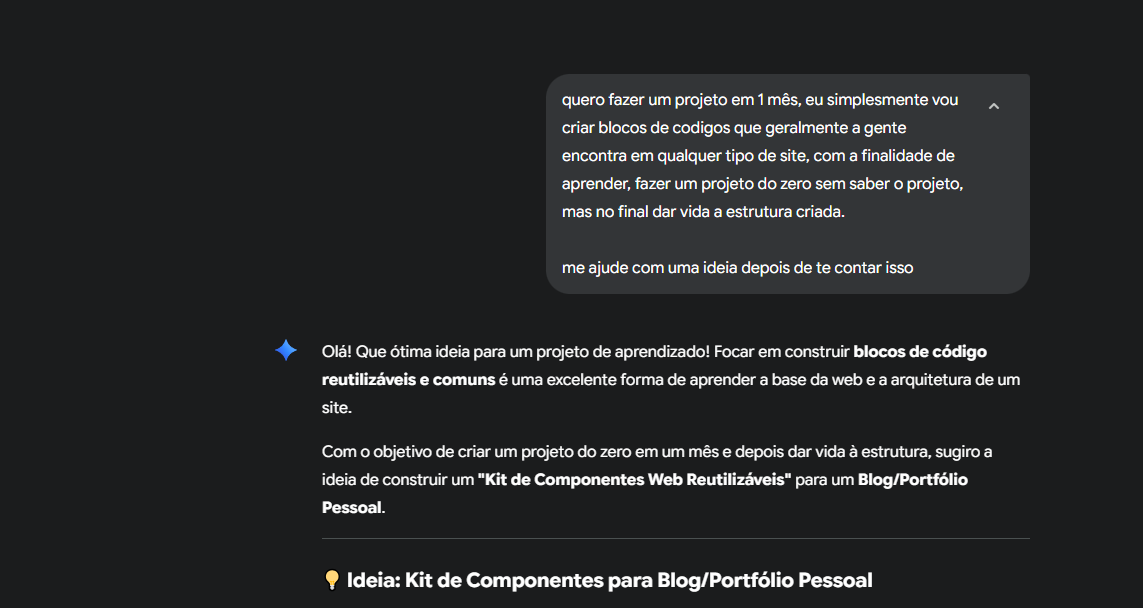 quero fazer um projeto em 1 mês, eu simplesmente vou
criar blocos de codigos que geralmente a gente
encontra em qualquer tipo de site, com a finalidade de
aprender, fazer um projeto do zero sem saber o projeto,
mas no final dar vida a estrutura criada.
me ajude com uma ideia depois de te contar isso
Olá! Que ótima ideia para um projeto de aprendizado! Focar em construir blocos de código
reutilizáveis e comuns é uma excelente forma de aprender a base da web e a arquitetura de um
site.
Com o objetivo de criar um projeto do zero em um mês e depois dar vida à estrutura, sugiro a
ideia de construir um "Kit de Componentes Web Reutilizáveis" para um Blog/Portfólio
Pessoal.
Ideia: Kit de Componentes para Blog/Portfólio Pessoal